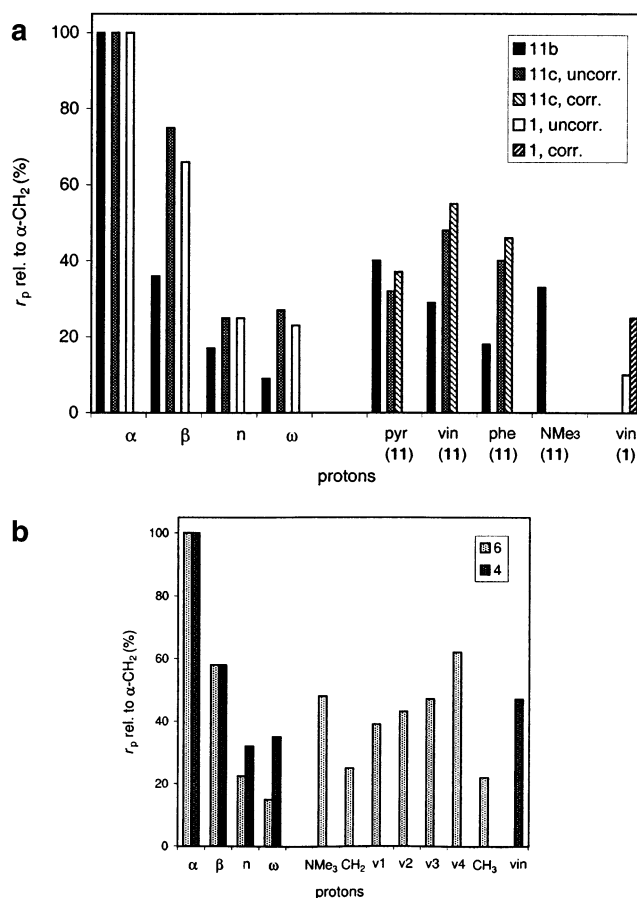 a
r_p rel. to α-CH₂ (%)
100
80
60
40
20
0
11b
11c, uncorr.
11c, corr.
1, uncorr.
1, corr.
α β n ω pyr vin phe NMe₃ vin
(11) (11) (11) (11) (1)
protons
b
r_p rel. to α-CH₂ (%)
100
80
60
40
20
0
6
4
α β n ω NMe₃ CH₂ v1 v2 v3 v4 CH₃ vin
protons